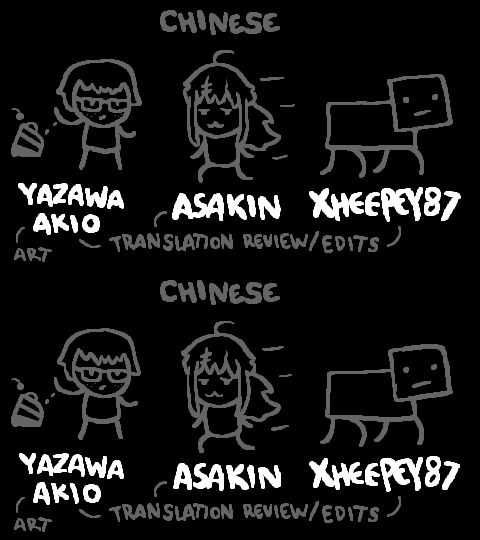 CHINESE
YAZAWA AKIO
ASAKIN
XHEEPEY87
ART
TRANSLATION REVIEW/EDITS
CHINESE
YAZAWA AKIO
ASAKIN
XHEEPEY87
ART
TRANSLATION REVIEW/EDITS